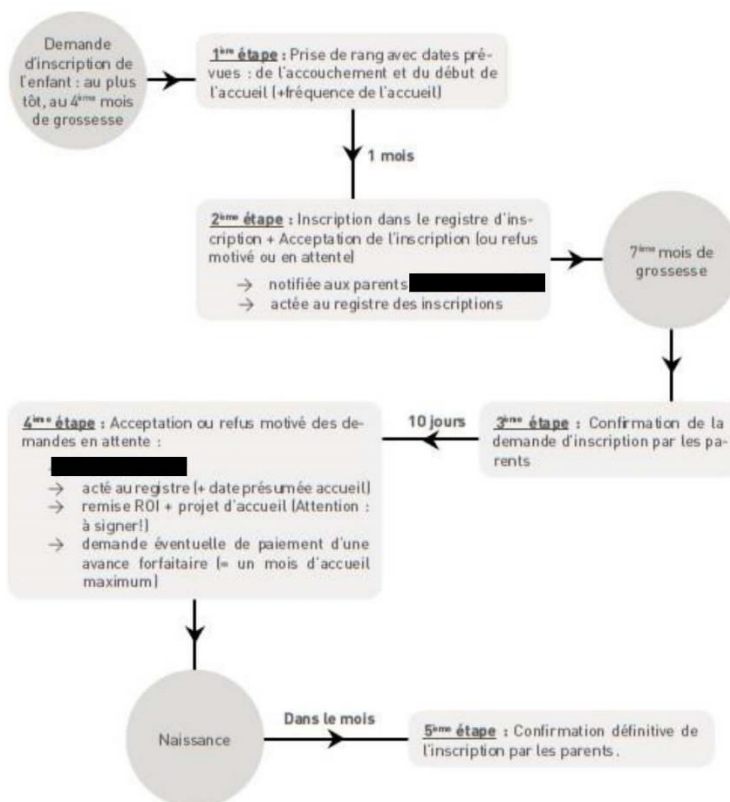 Demande
d'inscription de
l'enfant : au plus
tôt, au 4ème mois
de grossesse
1ère étape : Prise de rang avec dates pré-
vues : de l'accouchement et du début de
l'accueil (+fréquence de l'accueil)
1 mois
2ème étape : Inscription dans le registre d'ins-
cription + Acceptation de l'inscription (ou refus
motivé ou en attente)
→ notifiée aux parents
→ actée au registre des inscriptions
7ième mois de
grossesse
3ème étape : Confirmation de la
demande d'inscription par les pa-
rents
10 jours
4ème étape : Acceptation ou refus motivé des de-
mandes en attente :
→ acté au registre (+ date présumée accueil)
→ remise ROI + projet d'accueil (Attention :
à signer!)
→ demande éventuelle de paiement d'une
avance forfaitaire (= un mois d'accueil
maximum)
Naissance
Dans le mois
5ème étape : Confirmation définitive de
l'inscription par les parents.